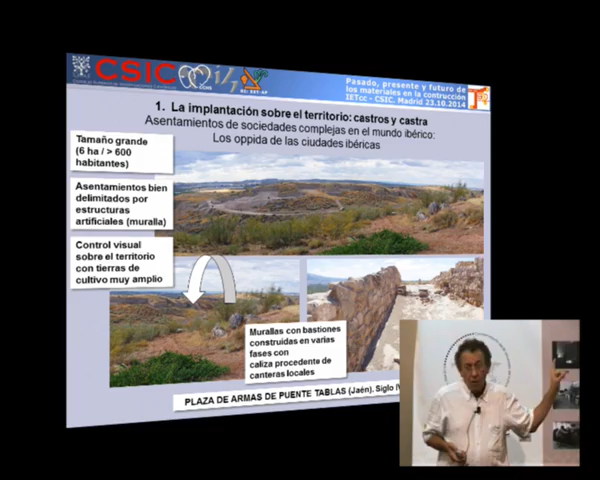 CSIC
Pasado, presente y futuro de
los materiales en la contrucción
IETcc - CSIC. Madrid 23.10.2014
1. La implantación sobre el territorio: castros y castra
Asentamientos de sociedades complejas en el mundo ibérico:
Los oppida de las ciudades ibéricas
Tamaño grande
(6 ha / > 600
habitantes)
Asentamientos bien
delimitados por
estructuras
artificiales (muralla)
Control visual
sobre el territorio
con tierras de
cultivo muy amplio
Murallas con bastiones
construidas en varias
fases con
caliza procedente de
canteras locales
PLAZA DE ARMAS DE PUENTE TABLAS (Jaén). Siglo